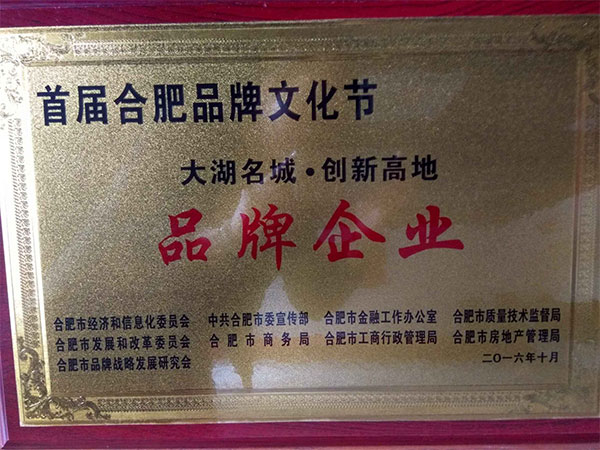 首届合肥品牌文化节
大湖名城·创新高地
品牌企业
合肥市经济和信息化委员会 中共合肥市委宣传部 合肥市金融工作办公室 合肥市质量技术监督局
合肥市发展和改革委员会 合肥市商务局 合肥市工商行政管理局 合肥市房地产管理局
合肥市品牌战略发展研究会 二〇一六年十月